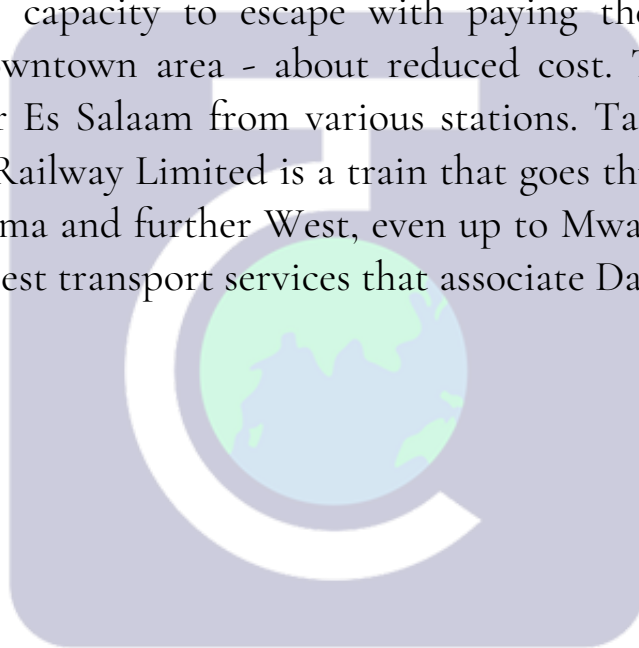 capacity to escape with paying the
wntown area - about reduced cost.
r Es Salaam from various stations. Ta
Railway Limited is a train that goes th
ma and further West, even up to Mwa
est transport services that associate Da